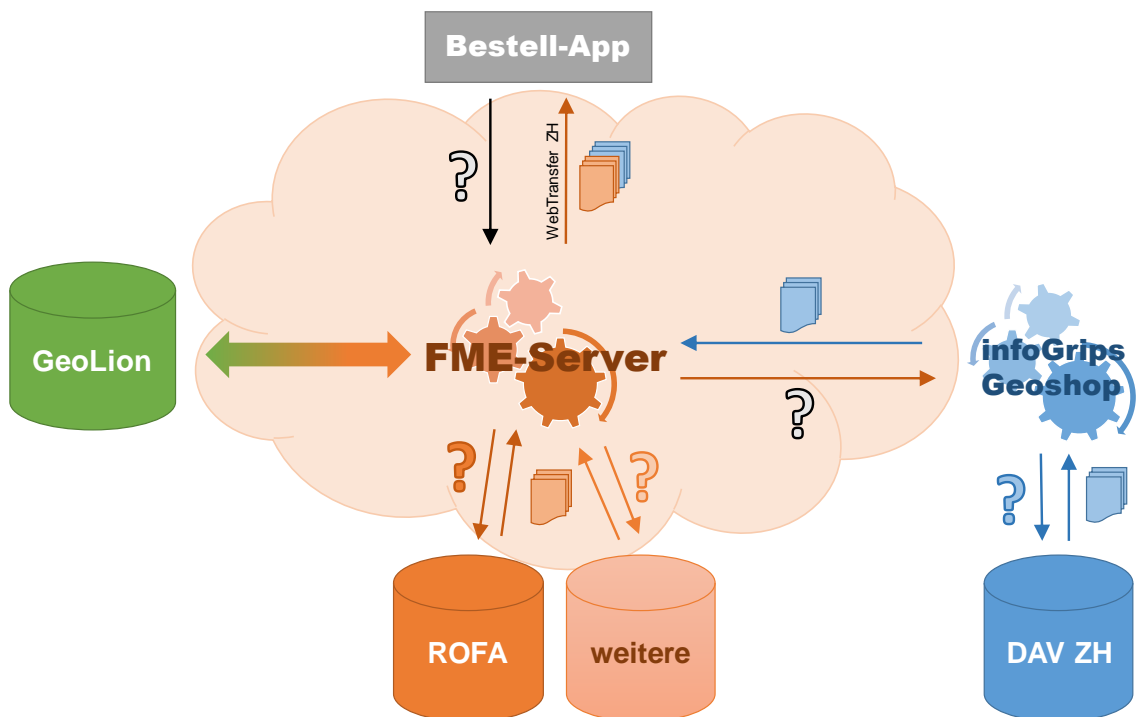 Bestell-App
?
WebTransfer ZH
GeoLion
FME-Server
infoGrips
Geoshop
?
?
?
?
ROFA
weitere
DAV ZH